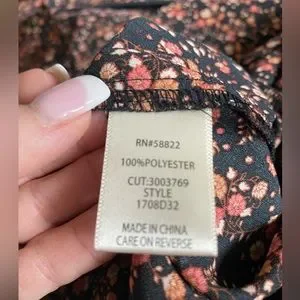 RN#58822
100%POLYESTER
CUT:3003769
STYLE
1708D32
MADE IN CHINA
CARE ON REVERSE